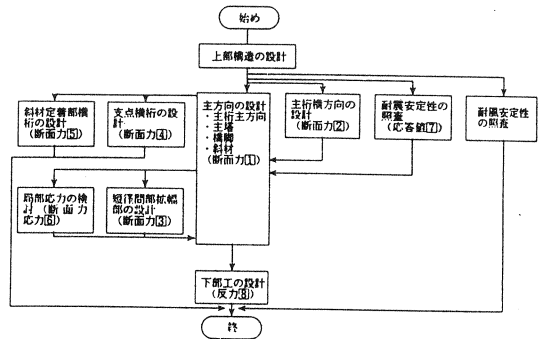 始め
上部構造の設計
斜材定着部横
桁の設計
(断面力5)
支点横桁の設
計
(断面力4)
主方向の設計
・主桁主方向
・主塔
・橋脚
・斜材
(断面力1)
主桁横方向の
設計
(断面力2)
耐震安定性の
照査
(応答値7)
耐風安定性
の照査
局部応力の検
討(断面力
応力6)
短径間部拡幅
部の設計
(断面力3)
下部工の設計
(反力8)
終